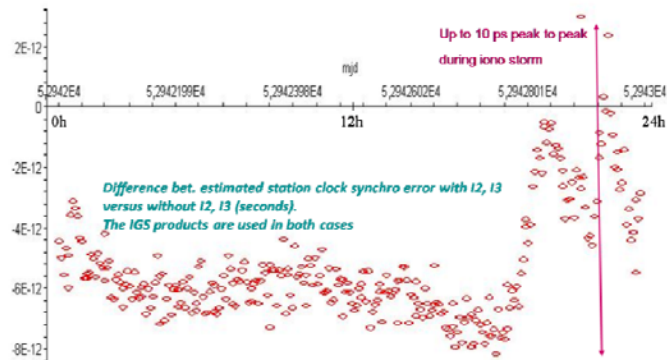 2E-12
Up to 10 ps peak to peak
during iono storm
mjd
5,2942E4 5,2942199E4 5,2942398E4 5,2942602E4 5,2942801E4 5,2943E4
0
0h 12h 24h
-2E-12
Difference bet. estimated station clock synchro error with I2, I3
versus without I2, I3 (seconds).
The IGS products are used in both cases
-4E-12
-6E-12
-8E-12